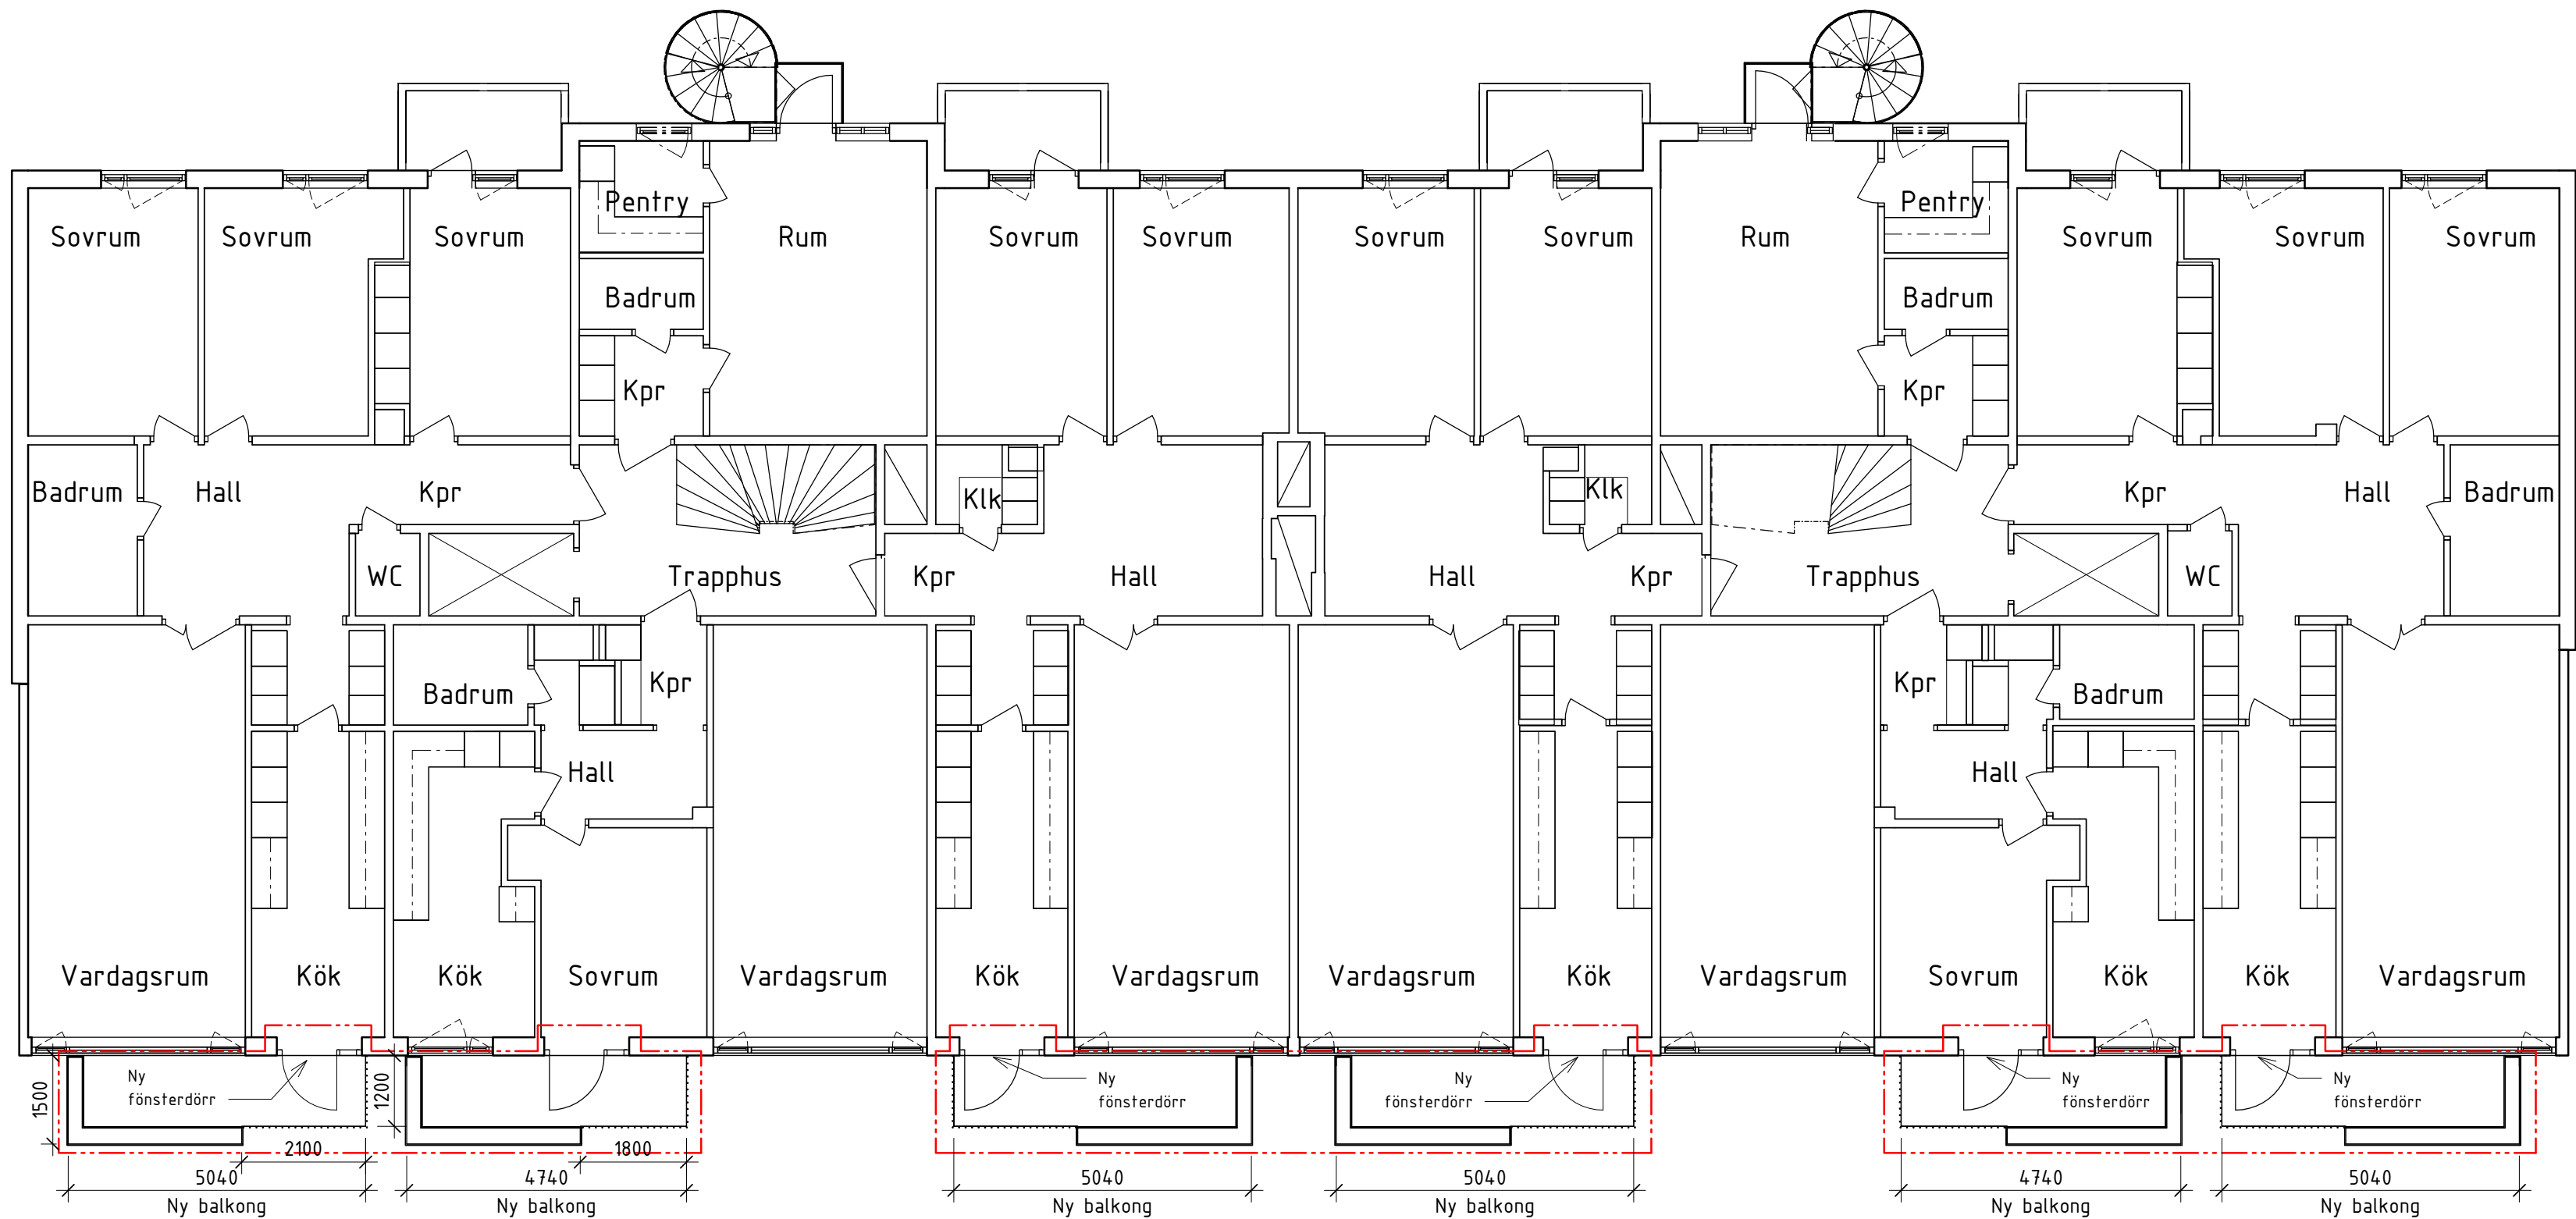 Pentry
Pentry
Sovrum Sovrum Sovrum Rum Sovrum Sovrum Sovrum Sovrum Rum Sovrum Sovrum Sovrum
Badrum Badrum
Kpr Kpr
Badrum Hall Kpr Klk Klk Kpr Hall Badrum
WC Trapphus Kpr Hall Hall Kpr Trapphus WC
Badrum Kpr Kpr Badrum
Hall Hall
Vardagsrum Kök Kök Sovrum Vardagsrum Kök Vardagsrum Vardagsrum Kök Vardagsrum Sovrum Kök Kök Vardagsrum
Ny
fönsterdörr
Ny
fönsterdörr
Ny
fönsterdörr
Ny
fönsterdörr
Ny
fönsterdörr
1500
1200
2100 1800
5040 4740 5040 5040 4740 5040
Ny balkong Ny balkong Ny balkong Ny balkong Ny balkong Ny balkong